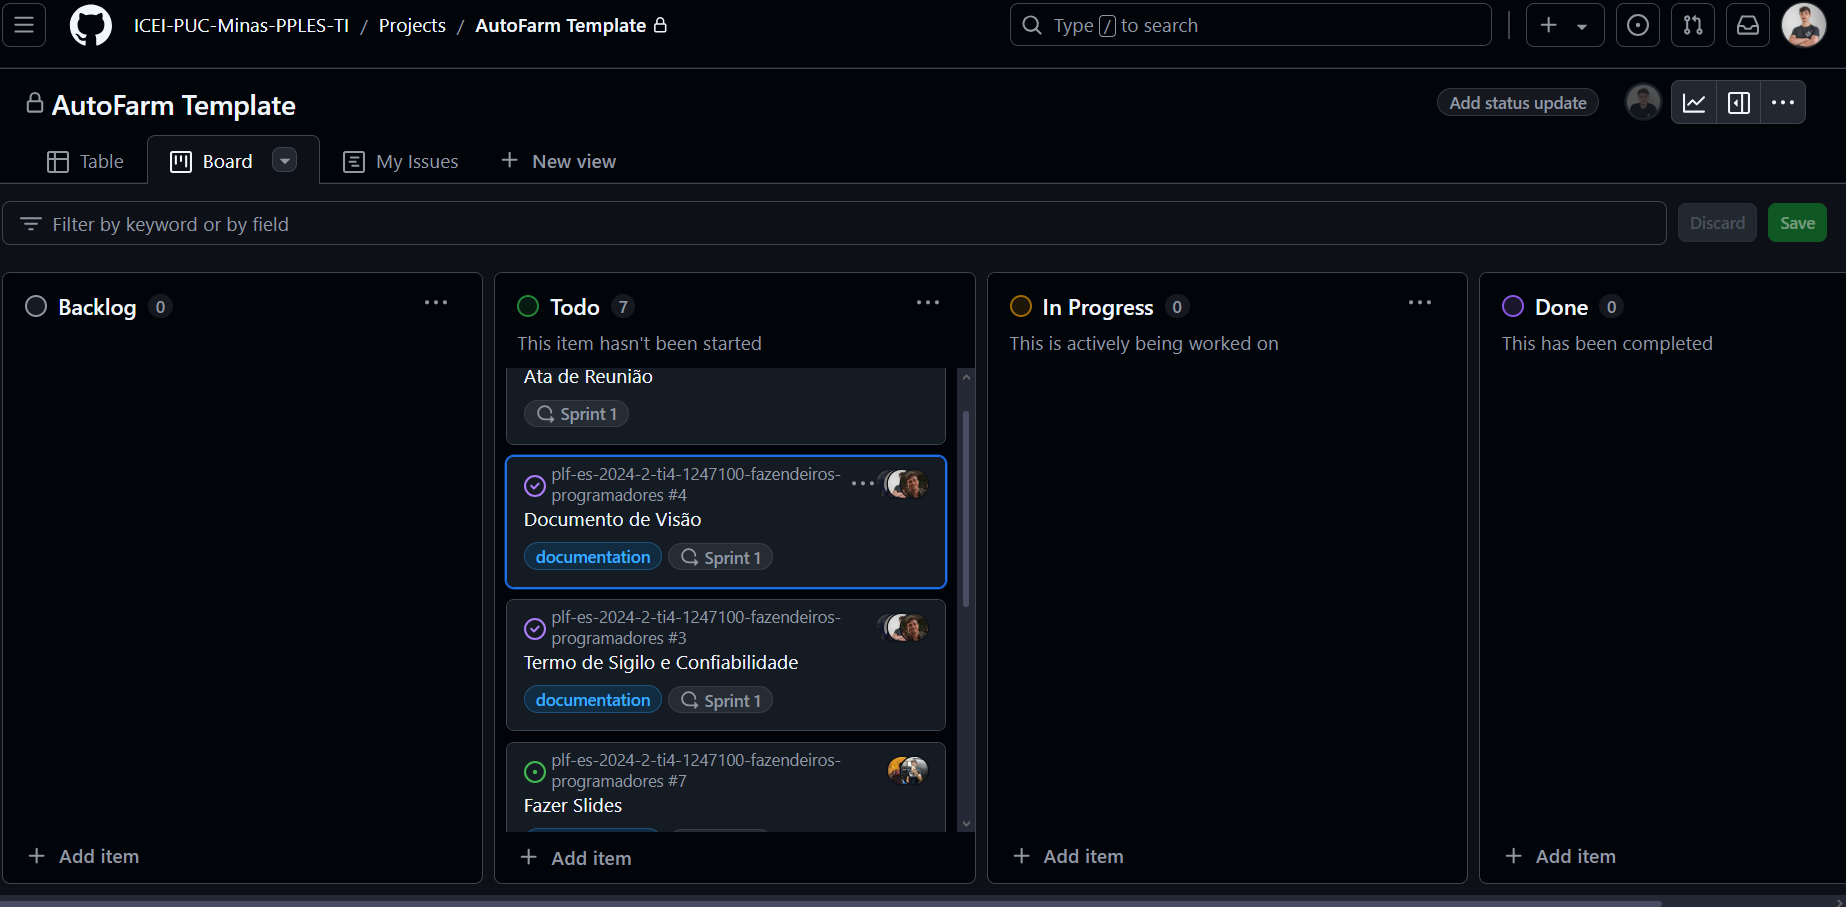 ICEI-PUC-Minas-PPLES-TI / Projects / AutoFarm Template
Type / to search
AutoFarm Template
Add status update
Table
Board
My Issues
New view
Filter by keyword or by field
Discard
Save
Backlog 0
Add item
Todo 7
This item hasn't been started
Ata de Reunião
Sprint 1
plf-es-2024-2-ti4-1247100-fazendeiros-
programadores #4
Documento de Visão
documentation Sprint 1
plf-es-2024-2-ti4-1247100-fazendeiros-
programadores #3
Termo de Sigilo e Confiabilidade
documentation Sprint 1
plf-es-2024-2-ti4-1247100-fazendeiros-
programadores #7
Fazer Slides
Add item
In Progress 0
This is actively being worked on
Add item
Done 0
This has been completed
Add item